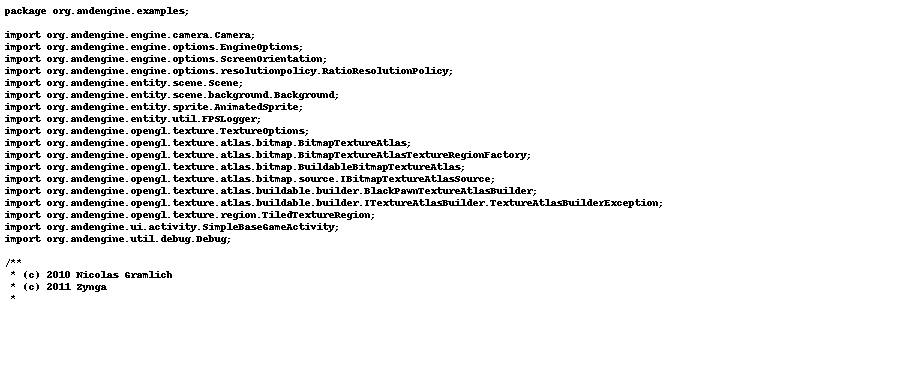 package org.andengine.examples;
import org.andengine.engine.camera.Camera;
import org.andengine.engine.options.EngineOptions;
import org.andengine.engine.options.ScreenOrientation;
import org.andengine.engine.options.resolutionpolicy.RatioResolutionPolicy;
import org.andengine.entity.scene.Scene;
import org.andengine.entity.scene.background.Background;
import org.andengine.entity.sprite.AnimatedSprite;
import org.andengine.entity.util.FPSLogger;
import org.andengine.opengl.texture.TextureOptions;
import org.andengine.opengl.texture.atlas.bitmap.BitmapTextureAtlas;
import org.andengine.opengl.texture.atlas.bitmap.BitmapTextureAtlasTextureRegionFactory;
import org.andengine.opengl.texture.atlas.bitmap.BuildableBitmapTextureAtlas;
import org.andengine.opengl.texture.atlas.bitmap.source.IBitmapTextureAtlasSource;
import org.andengine.opengl.texture.atlas.buildable.builder.BlackPawnTextureAtlasBuilder;
import org.andengine.opengl.texture.atlas.buildable.builder.ITextureAtlasBuilder.TextureAtlasBuilderException;
import org.andengine.opengl.texture.region.TiledTextureRegion;
import org.andengine.ui.activity.SimpleBaseGameActivity;
import org.andengine.util.debug.Debug;
/**
 * (c) 2010 Nicolas Gramlich
 * (c) 2011 Zynga
 *